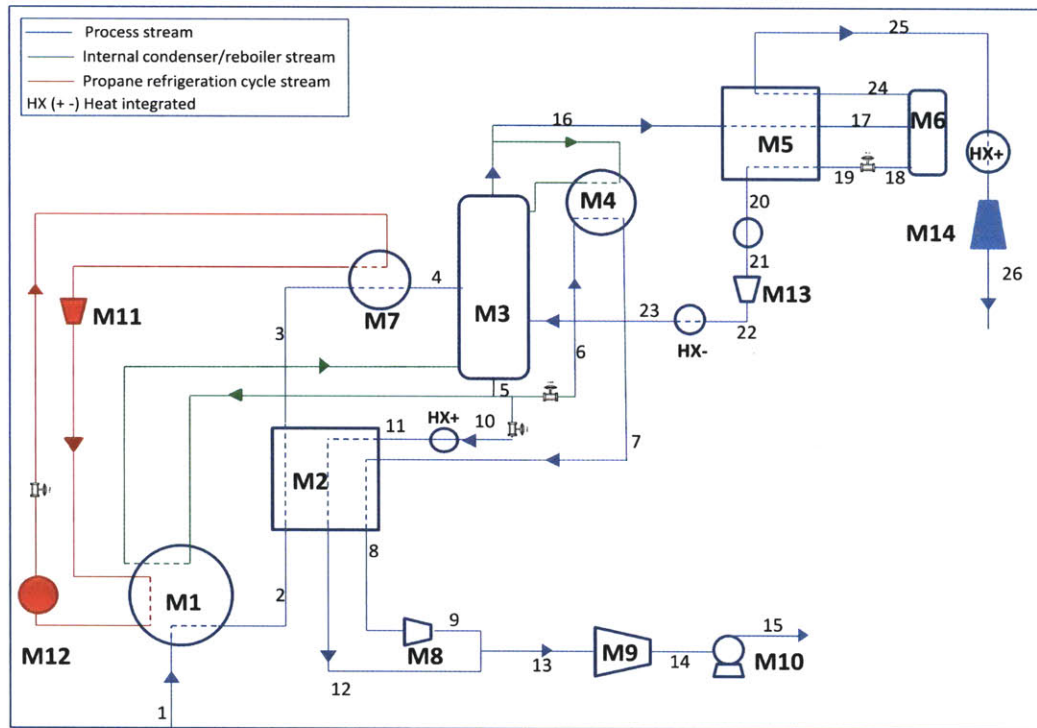 Process stream
Internal condenser/reboiler stream
Propane refrigeration cycle stream
HX (+ -) Heat integrated
25
16
24
17
M6
M5
HX+
19
18
M4
20
M14
21
26
4
M13
M11
M7
M3
23
22
3
6
HX-
5
HX+
11
10
7
M2
8
2
M1
9
15
M8
M9
M10
M12
12
13
14
1